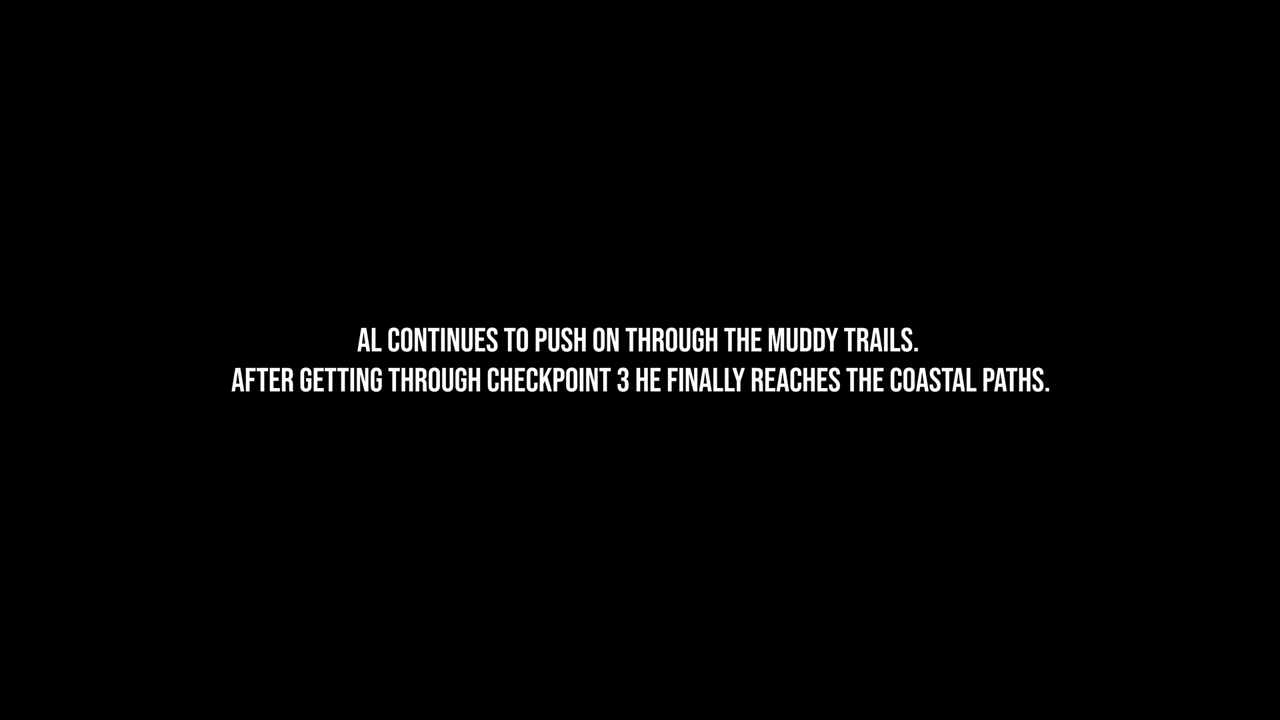 AL CONTINUES TO PUSH ON THROUGH THE MUDDY TRAILS.
AFTER GETTING THROUGH CHECKPOINT 3 HE FINALLY REACHES THE COASTAL PATHS.